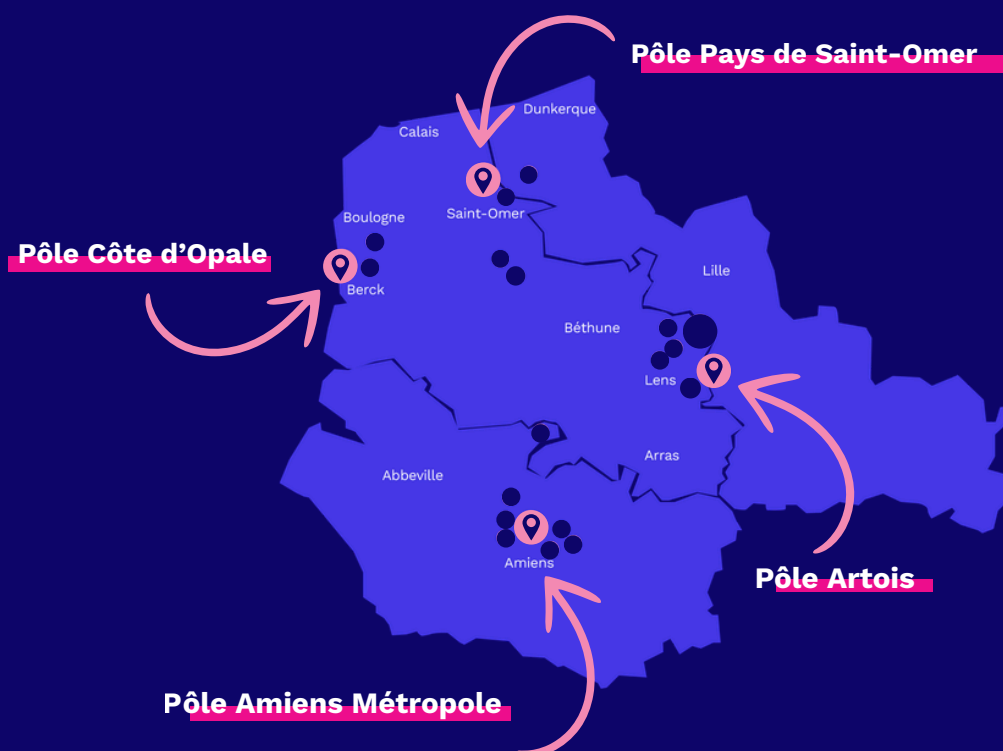 Pôle Pays de Saint-Omer
Dunkerque
Calais
Saint-Omer
Boulogne
Pôle Côte d’Opale
Berck
Lille
Béthune
Lens
Arras
Abbeville
Amiens
Pôle Artois
Pôle Amiens Métropole